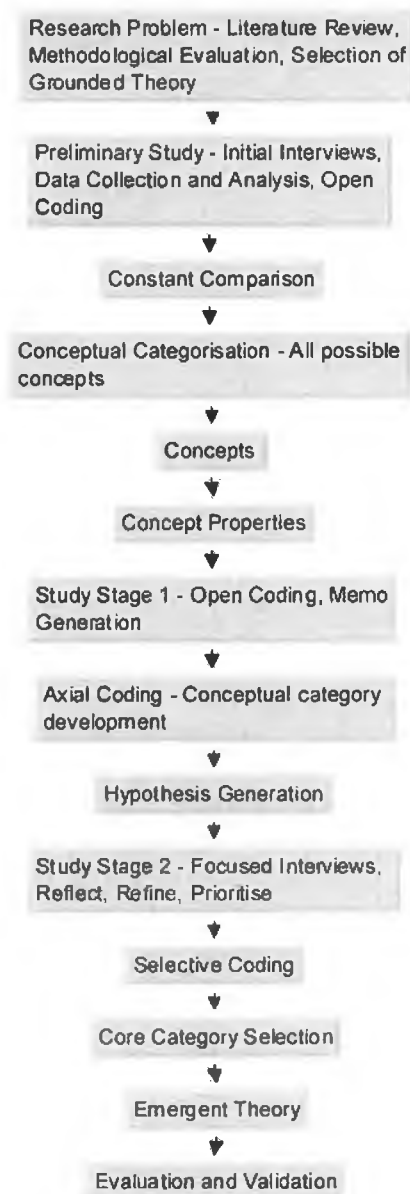 Research Problem - Literature Review,
Methodological Evaluation, Selection of
Grounded Theory
Preliminary Study - Initial Interviews,
Data Collection and Analysis, Open
Coding
Constant Comparison
Conceptual Categorisation - All possible
concepts
Concepts
Concept Properties
Study Stage 1 - Open Coding, Memo
Generation
Axial Coding - Conceptual category
development
Hypothesis Generation
Study Stage 2 - Focused Interviews,
Reflect, Refine, Prioritise
Selective Coding
Core Category Selection
Emergent Theory
Evaluation and Validation